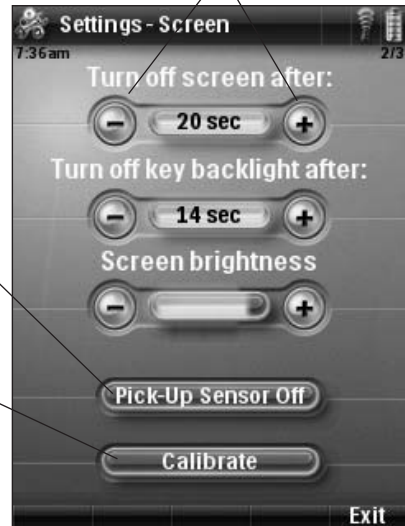 Settings - Screen
7:36am
2/3
Turn off screen after:
- 20 sec +
Turn off key backlight after:
- 14 sec +
Screen brightness
- +
Pick-Up Sensor Off
Calibrate
Exit